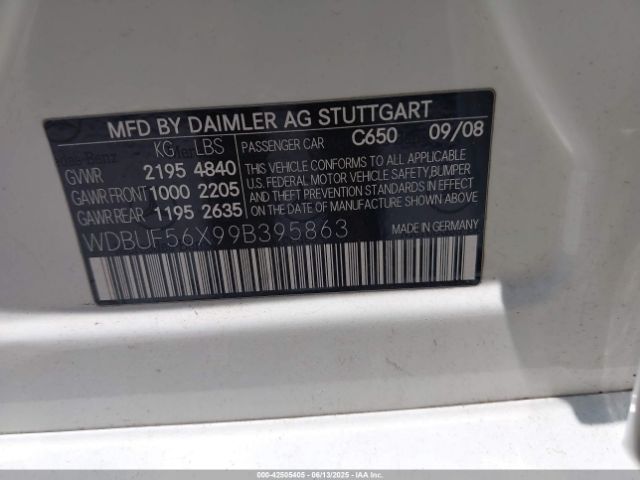 MFD BY DAIMLER AG STUTTGART
KG LBS PASSENGER CAR C650 09/08
GVWR 2195 4840
GAWR FRONT 1000 2205
GAWR REAR 1195 2635
THIS VEHICLE CONFORMS TO ALL APPLICABLE
U.S. FEDERAL MOTOR VEHICLE SAFETY,BUMPER
AND THEFT PREVENTION STANDARDS IN EFFECT
ON THE DATE OF MANUFACTURE SHOWN ABOVE
WDBUF56X99B395863
MADE IN GERMANY
000-42505405 - 06/13/2025 - IAAI.COM